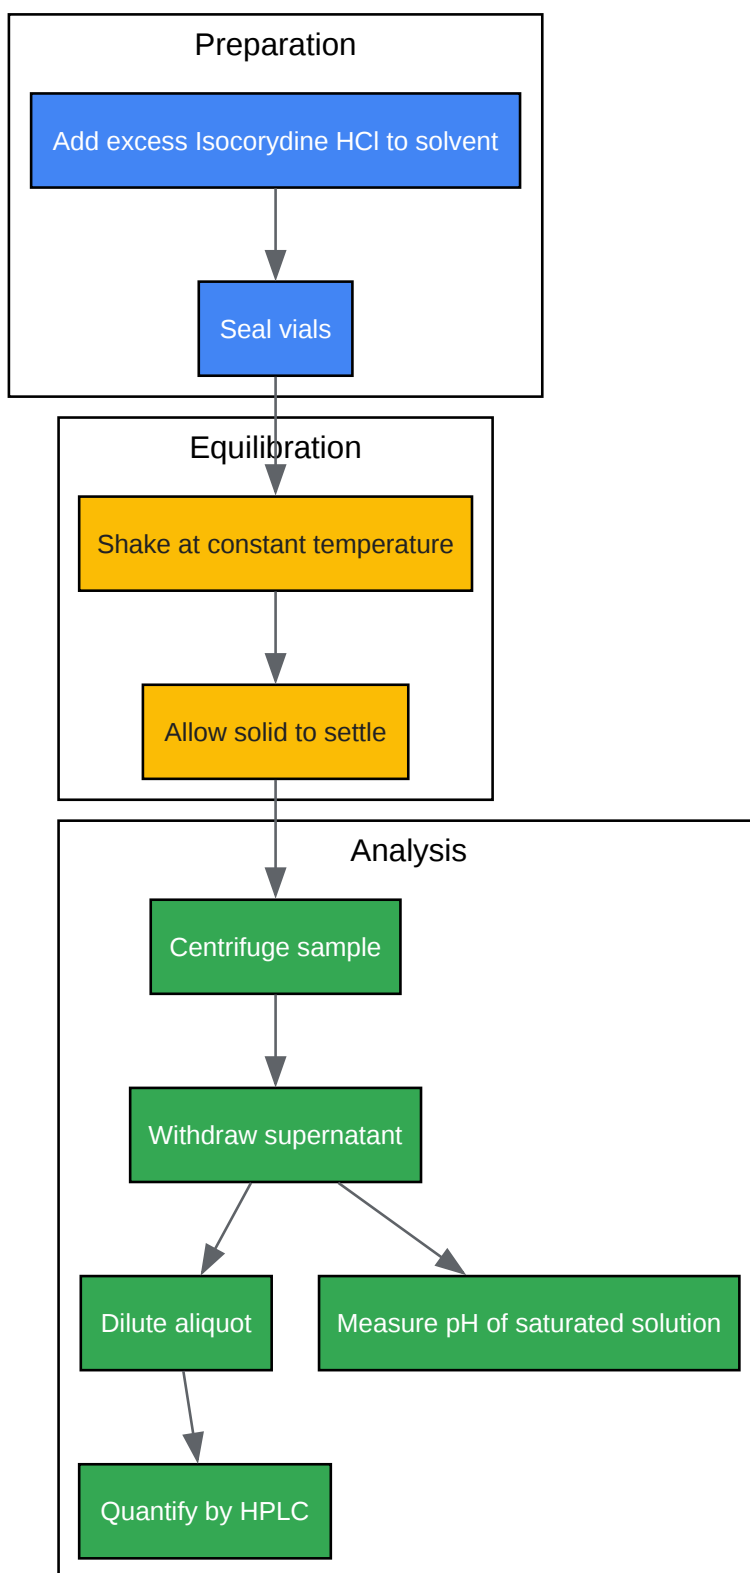 Preparation
Add excess Isocorydine HCl to solvent
Seal vials
Equilibration
Shake at constant temperature
Allow solid to settle
Analysis
Centrifuge sample
Withdraw supernatant
Dilute aliquot
Measure pH of saturated solution
Quantify by HPLC